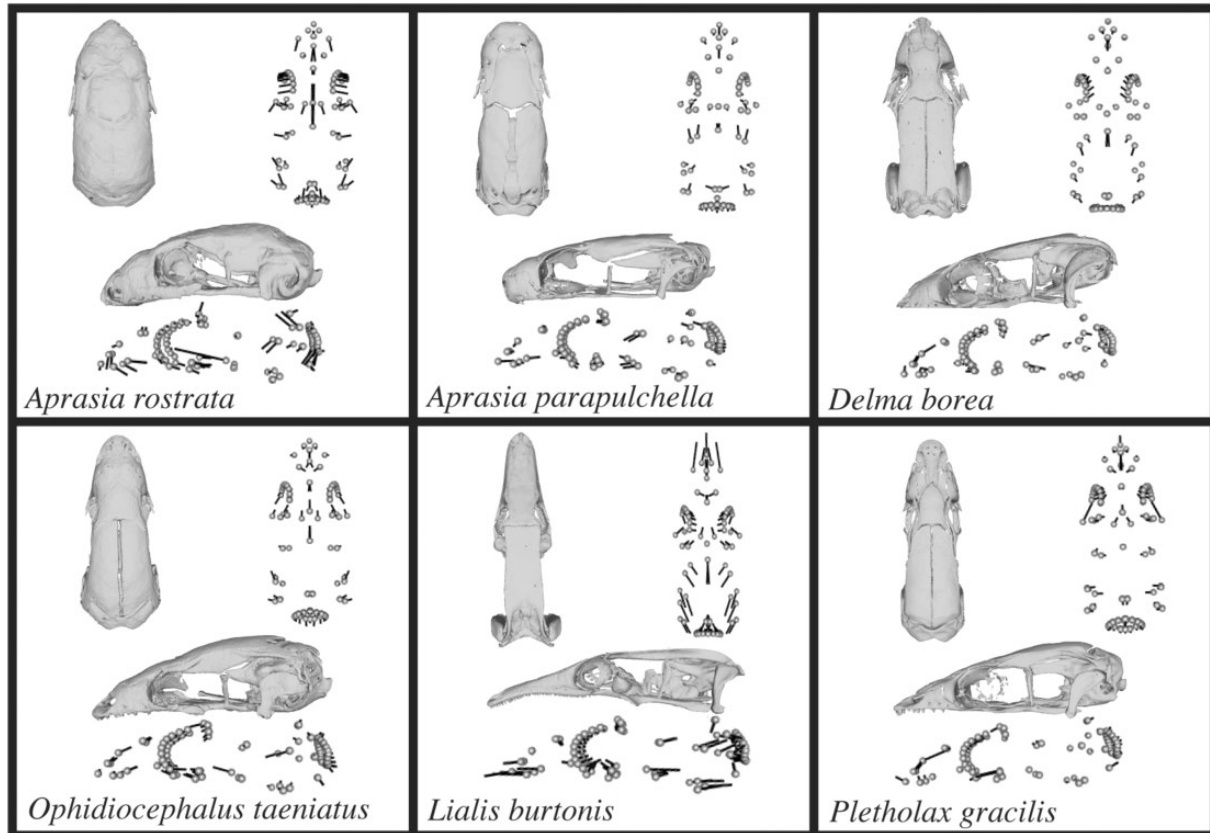 Aprasia rostrata
Aprasia parapulchella
Delma borea
Ophidiocephalus taeniatus
Lialis burtonis
Pletholax gracilis